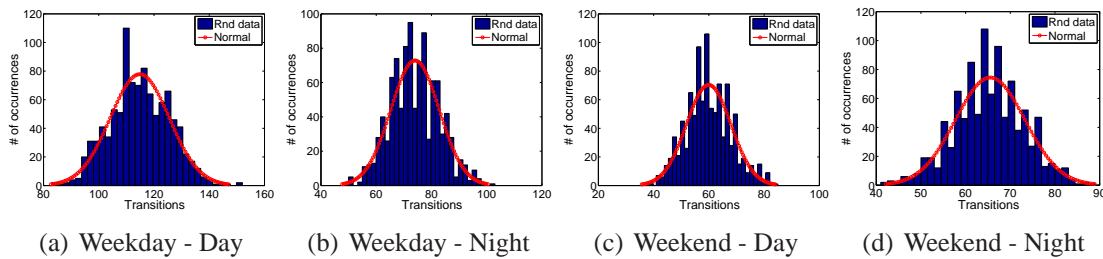 # of occurrences
120
100
80
60
40
20
0
80 100 120 140 160
Transitions
Rnd data
Normal
(a) Weekday - Day
# of occurrences
100
80
60
40
20
0
40 60 80 100 120
Transitions
Rnd data
Normal
(b) Weekday - Night
# of occurrences
120
100
80
60
40
20
0
20 40 60 80 100
Transitions
Rnd data
Normal
(c) Weekend - Day
# of occurrences
120
100
80
60
40
20
0
40 50 60 70 80 90
Transitions
Rnd data
Normal
(d) Weekend - Night